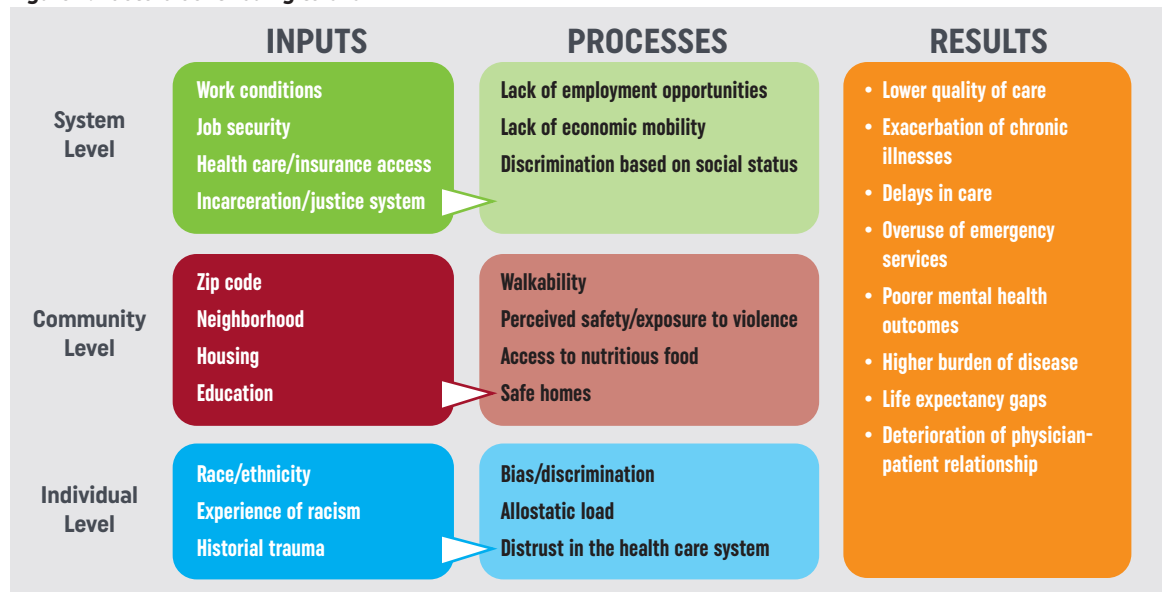 INPUTS
PROCESSES
RESULTS
System
Level
Work conditions
Job security
Health care/insurance access
Incarceration/justice system
Lack of employment opportunities
Lack of economic mobility
Discrimination based on social status
Community
Level
Zip code
Neighborhood
Housing
Education
Walkability
Perceived safety/exposure to violence
Access to nutritious food
Safe homes
Individual
Level
Race/ethnicity
Experience of racism
Historial trauma
Bias/discrimination
Allostatic load
Distrust in the health care system
• Lower quality of care
• Exacerbation of chronic
illnesses
• Delays in care
• Overuse of emergency
services
• Poorer mental health
outcomes
• Higher burden of disease
• Life expectancy gaps
• Deterioration of physician-
patient relationship